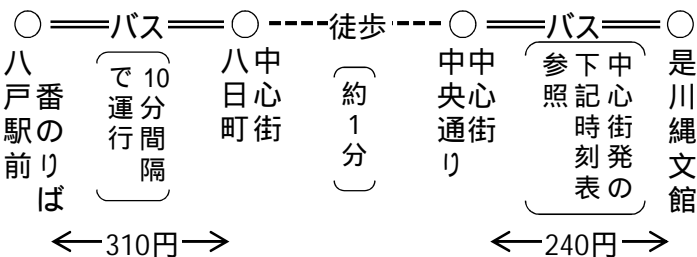 バス
徒歩
バス
八戸駅前
番のりば
10分間隔
で運行
中心街
八日町
約1分
中心街
中央通り
中心街発の
下記時刻表
参照
是川縄文館
310円
240円